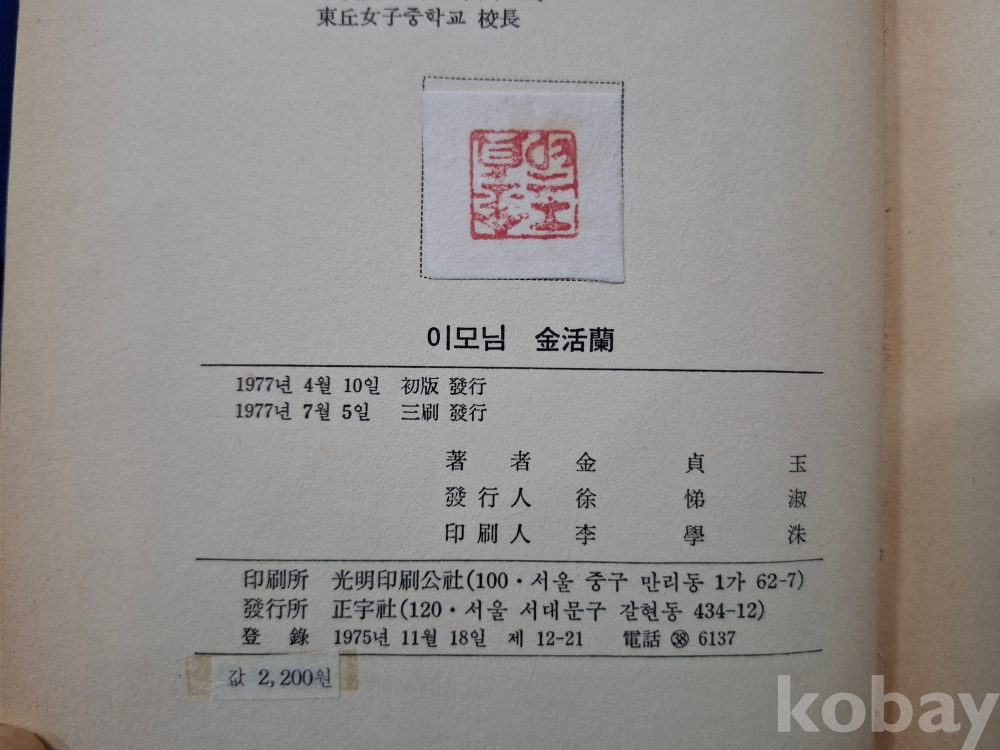 東丘女子중학교 校長
이모님 金活蘭
1977년 4월 10일 初版 發行
1977년 7월 5일 三刷 發行
著者 金貞玉
發行人 徐悌淑
印刷人 李學洙
印刷所 光明印刷公社(100·서울 중구 만리동 1가 62-7)
發行所 正宇社(120·서울 서대문구 갈현동 434-12)
登錄 1975년 11월 18일 제 12-21 電話 ㊳ 6137
값 2,200원
kobay